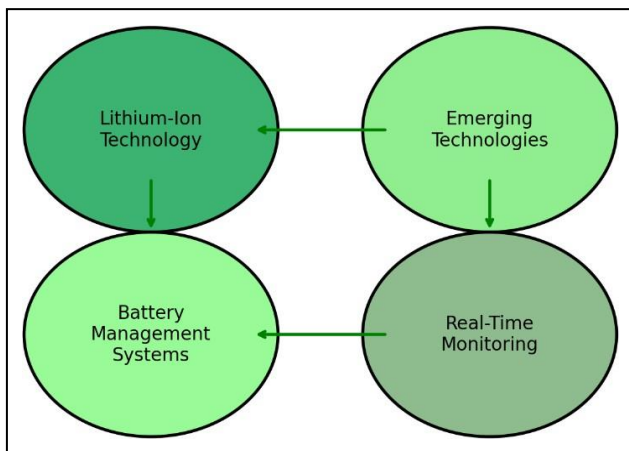 Lithium-Ion
Technology
Emerging
Technologies
Battery
Management
Systems
Real-Time
Monitoring